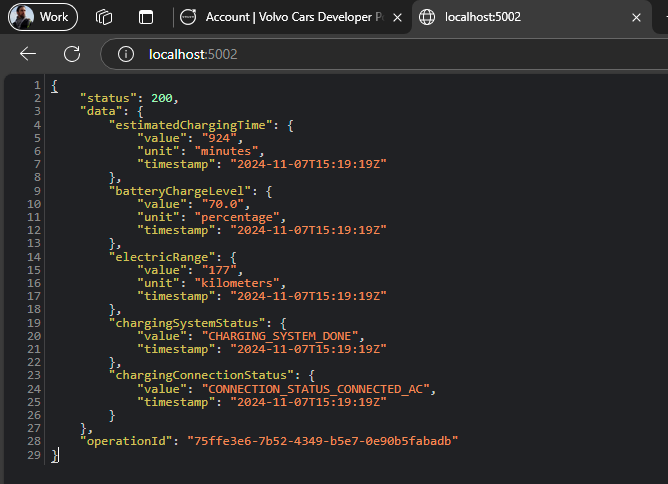 Work
Account | Volvo Cars Developer P
localhost:5002
localhost:5002
1 {
2     "status": 200,
3     "data": {
4         "estimatedChargingTime": {
5             "value": "924",
6             "unit": "minutes",
7             "timestamp": "2024-11-07T15:19:19Z"
8         },
9         "batteryChargeLevel": {
10             "value": "70.0",
11             "unit": "percentage",
12             "timestamp": "2024-11-07T15:19:19Z"
13         },
14         "electricRange": {
15             "value": "177",
16             "unit": "kilometers",
17             "timestamp": "2024-11-07T15:19:19Z"
18         },
19         "chargingSystemStatus": {
20             "value": "CHARGING_SYSTEM_DONE",
21             "timestamp": "2024-11-07T15:19:19Z"
22         },
23         "chargingConnectionStatus": {
24             "value": "CONNECTION_STATUS_CONNECTED_AC",
25             "timestamp": "2024-11-07T15:19:19Z"
26         }
27     },
28     "operationId": "75ffe3e6-7b52-4349-b5e7-0e90b5fabadb"
29 }